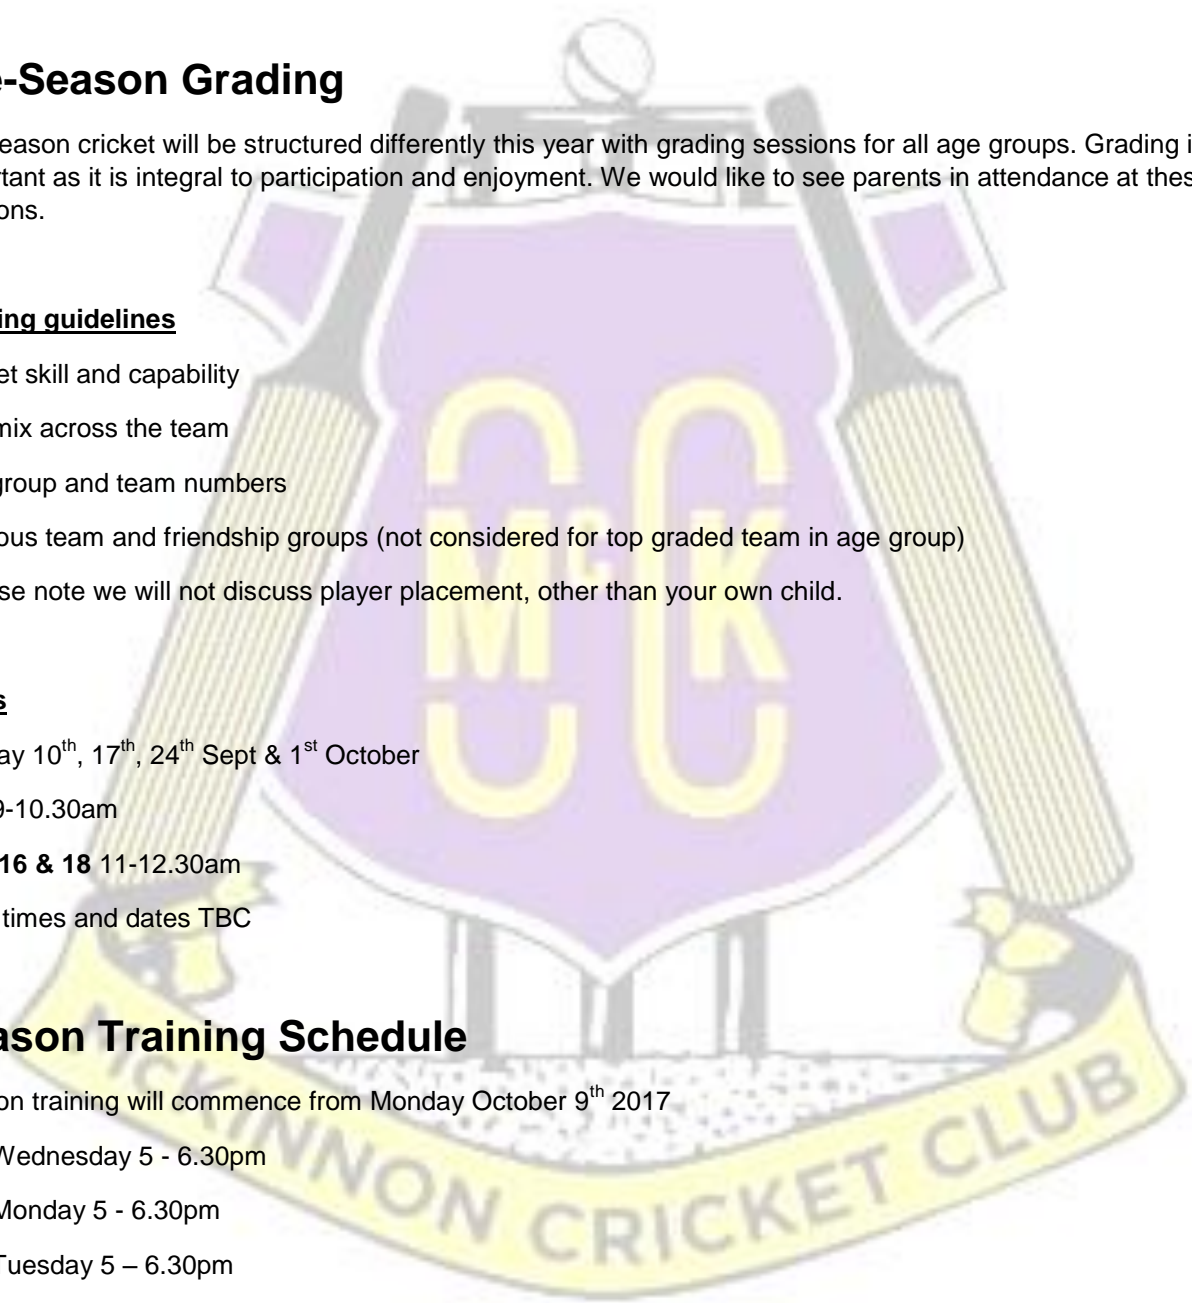 e-Season Grading
eason cricket will be structured differently this year with grading sessions for all age groups. Grading i
rtant as it is integral to participation and enjoyment. We would like to see parents in attendance at thes
ons.
ing guidelines
et skill and capability
mix across the team
group and team numbers
ous team and friendship groups (not considered for top graded team in age group)
se note we will not discuss player placement, other than your own child.
s
ay 10th, 17th, 24th Sept & 1st October
9-10.30am
16 & 18 11-12.30am
times and dates TBC
ason Training Schedule
on training will commence from Monday October 9th 2017
Wednesday 5 - 6.30pm
Monday 5 - 6.30pm
Tuesday 5 – 6.30pm
McK
CC
McKINNON CRICKET CLUB